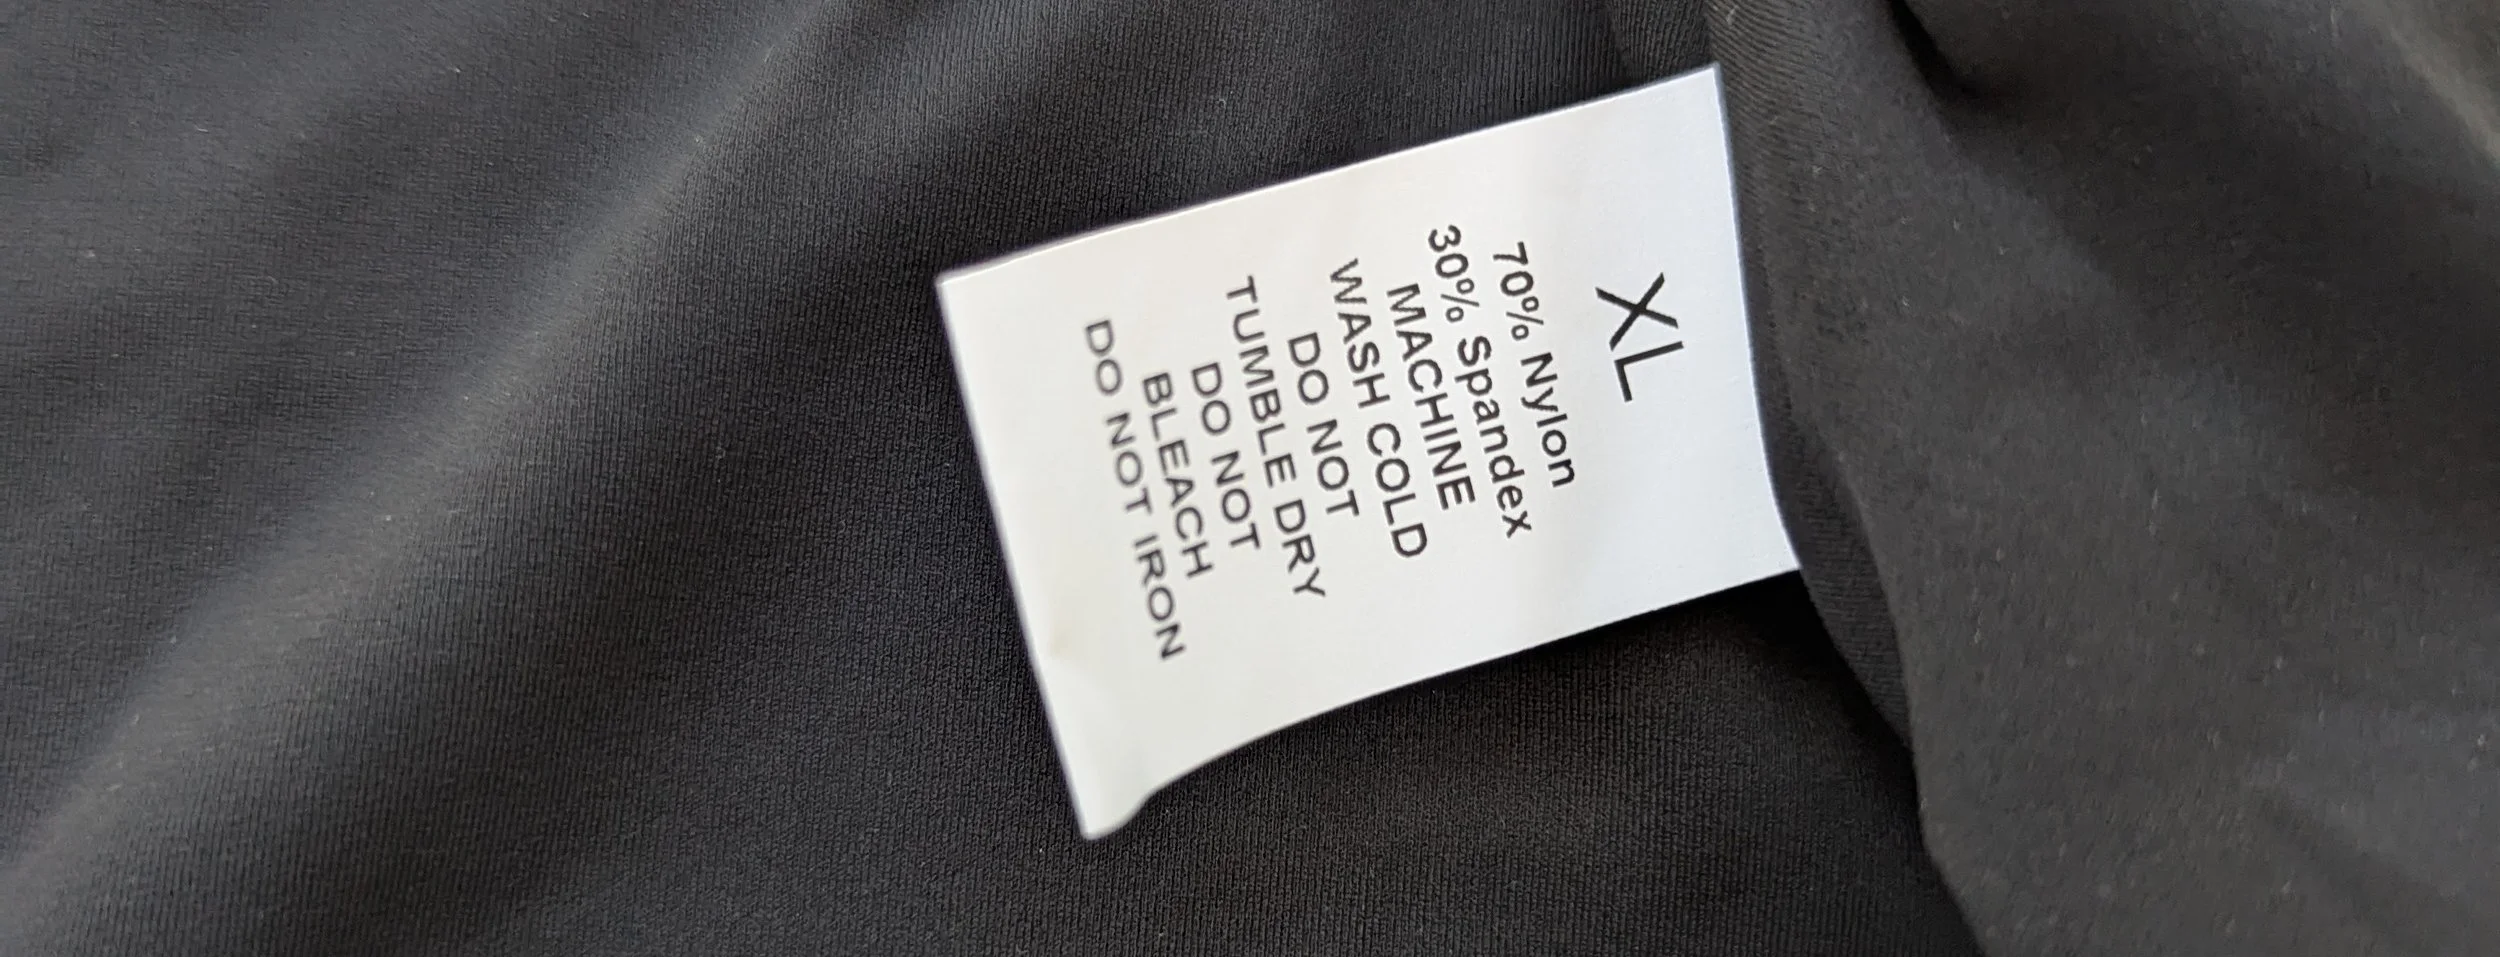 XL
70% Nylon
30% Spandex
MACHINE
WASH COLD
DO NOT
TUMBLE DRY
DO NOT
BLEACH
DO NOT IRON